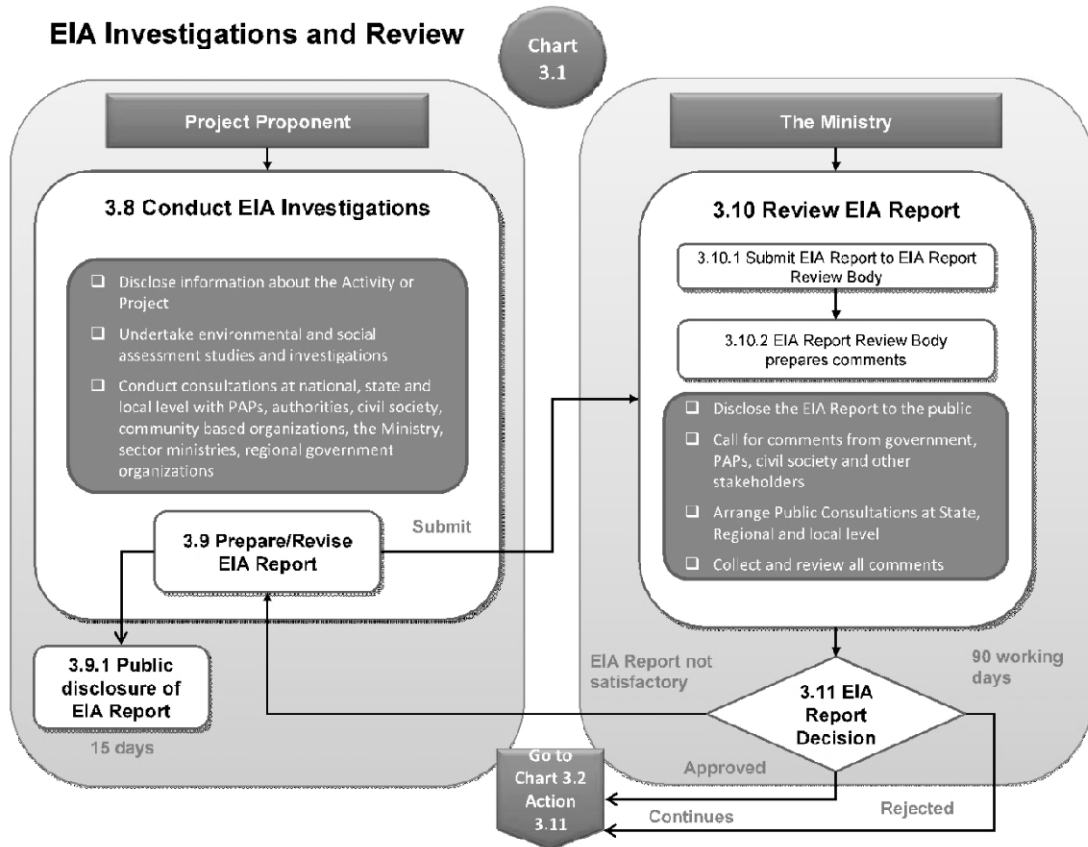 EIA Investigations and Review
Chart
3.1
Project Proponent
3.8 Conduct EIA Investigations
Disclose information about the Activity or
Project
Undertake environmental and social
assessment studies and investigations
Conduct consultations at national, state and
local level with PAPs, authorities, civil society,
community based organizations, the Ministry,
sector ministries, regional government
organizations
3.9 Prepare/Revise
EIA Report
Submit
3.9.1 Public
disclosure of
EIA Report
15 days
The Ministry
3.10 Review EIA Report
3.10.1 Submit EIA Report to EIA Report
Review Body
3.10.2 EIA Report Review Body
prepares comments
Disclose the EIA Report to the public
Call for comments from government,
PAPs, civil society and other
stakeholders
Arrange Public Consultations at State,
Regional and local level
Collect and review all comments
EIA Report not
satisfactory
90 working
days
3.11 EIA
Report
Decision
Approved
Go to
Chart 3.2
Action
3.11
Continues
Rejected